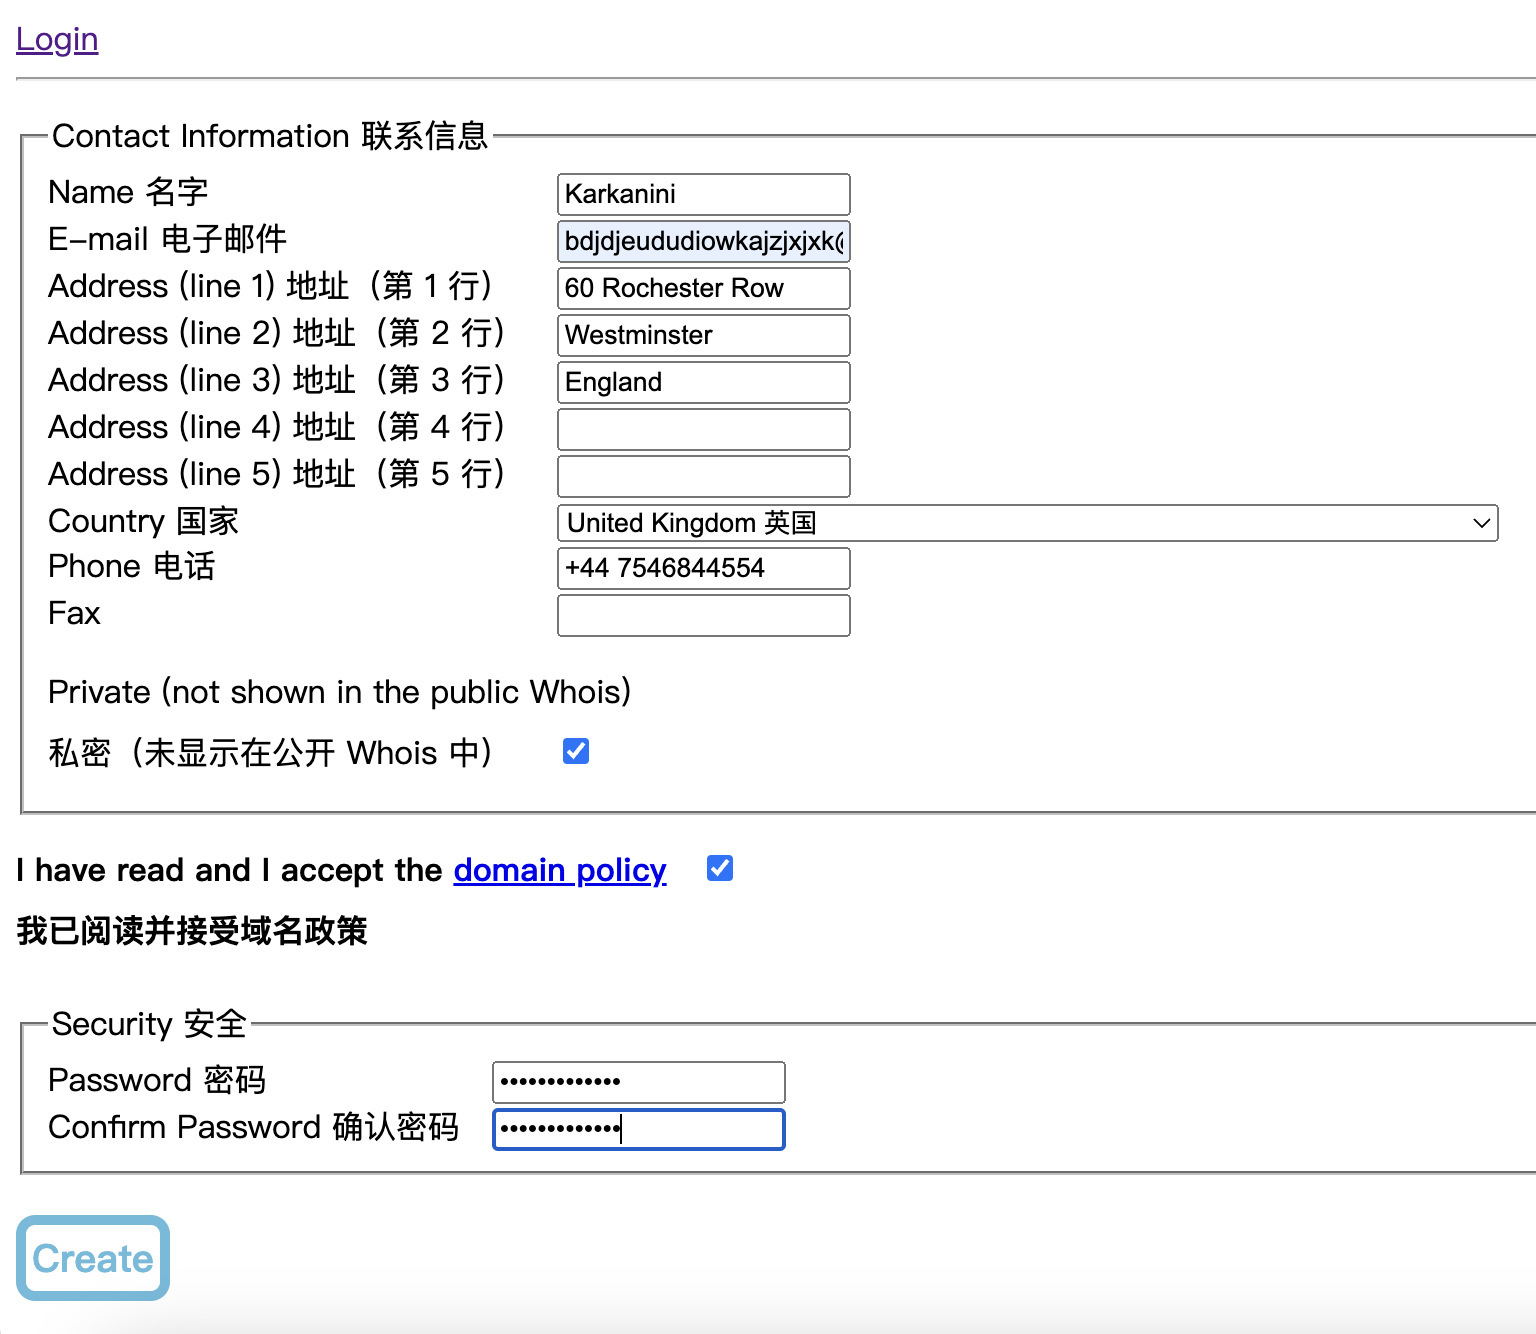 Login
Contact Information 联系信息
Name 名字 Karkanini
E-mail 电子邮件 bdjdjeududiowkajzjxjxk@
Address (line 1) 地址（第 1 行） 60 Rochester Row
Address (line 2) 地址（第 2 行） Westminster
Address (line 3) 地址（第 3 行） England
Address (line 4) 地址（第 4 行）
Address (line 5) 地址（第 5 行）
Country 国家 United Kingdom 英国
Phone 电话 +44 7546844554
Fax
Private (not shown in the public Whois)
私密（未显示在公开 Whois 中）
I have read and I accept the domain policy
我已阅读并接受域名政策
Security 安全
Password 密码 •••••••••••••
Confirm Password 确认密码 •••••••••••••
Create